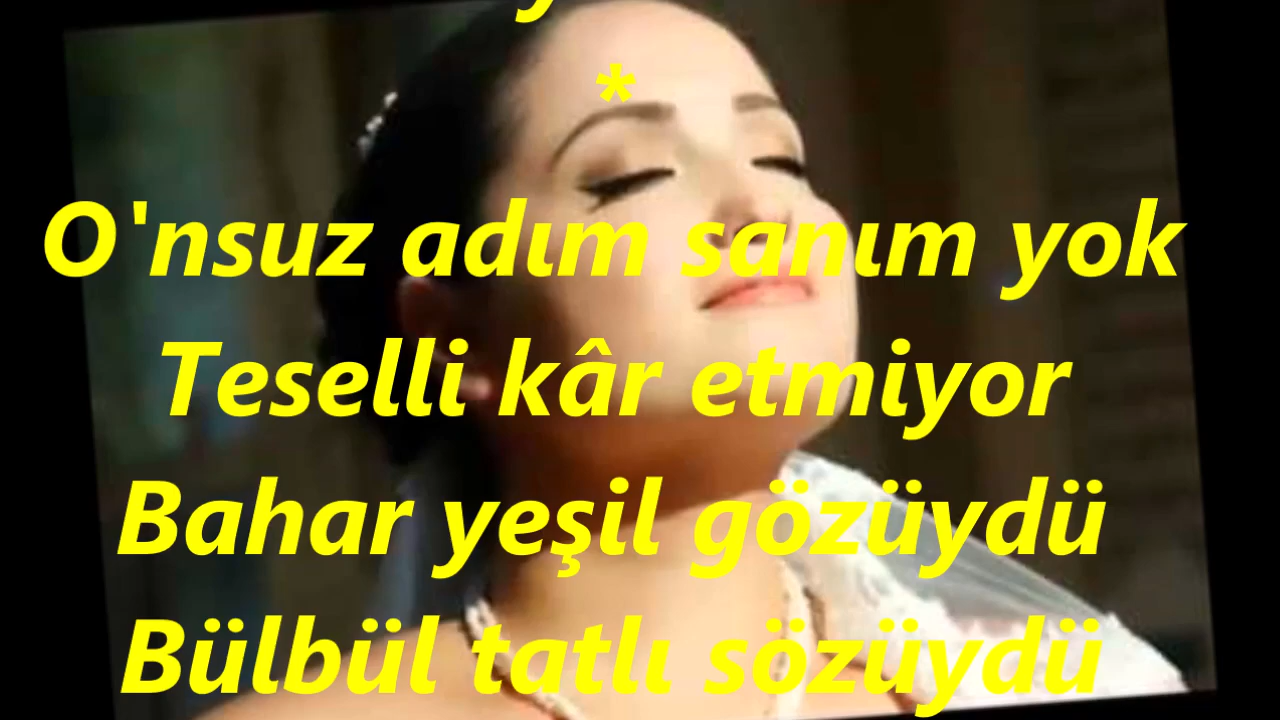 *
O'nsuz adım sanım yok
Teselli kâr etmiyor
Bahar yeşil gözüydü
Bülbül tatlı sözüydü